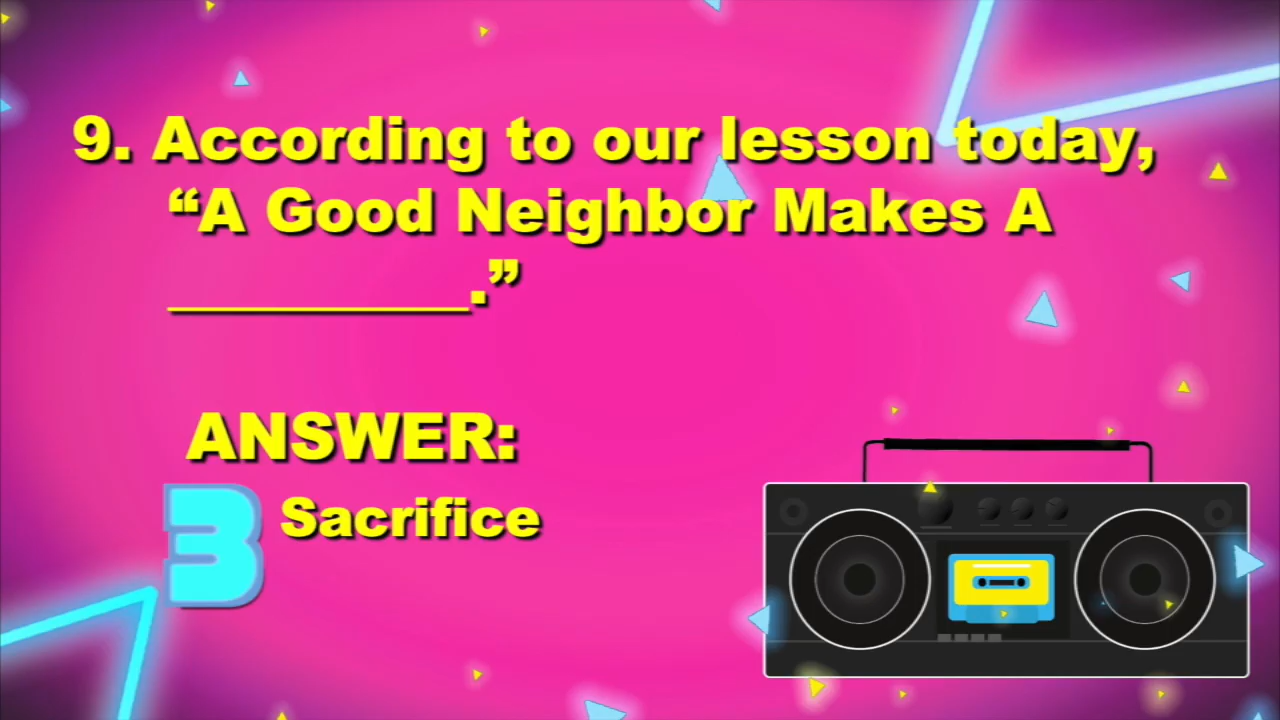 9. According to our lesson today,
“A Good Neighbor Makes A
__________.”
ANSWER:
3 Sacrifice